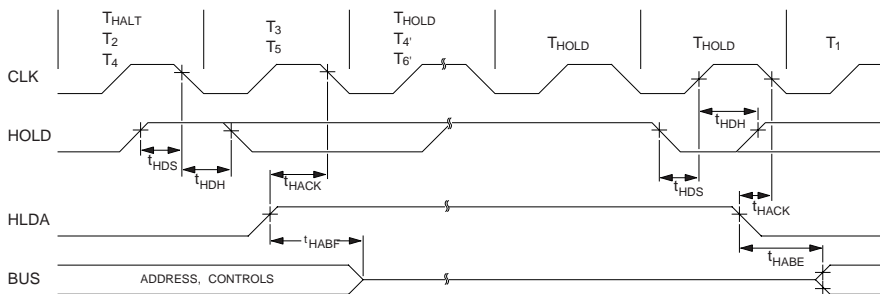 THALT
T2
T4
T3
T5
THOLD
T4'
T6'
THOLD
THOLD
T1
CLK
HOLD
tHDS
tHDH
tHACK
tHDH
tHDS
tHACK
HLDA
tHABF
tHABE
BUS
ADDRESS, CONTROLS